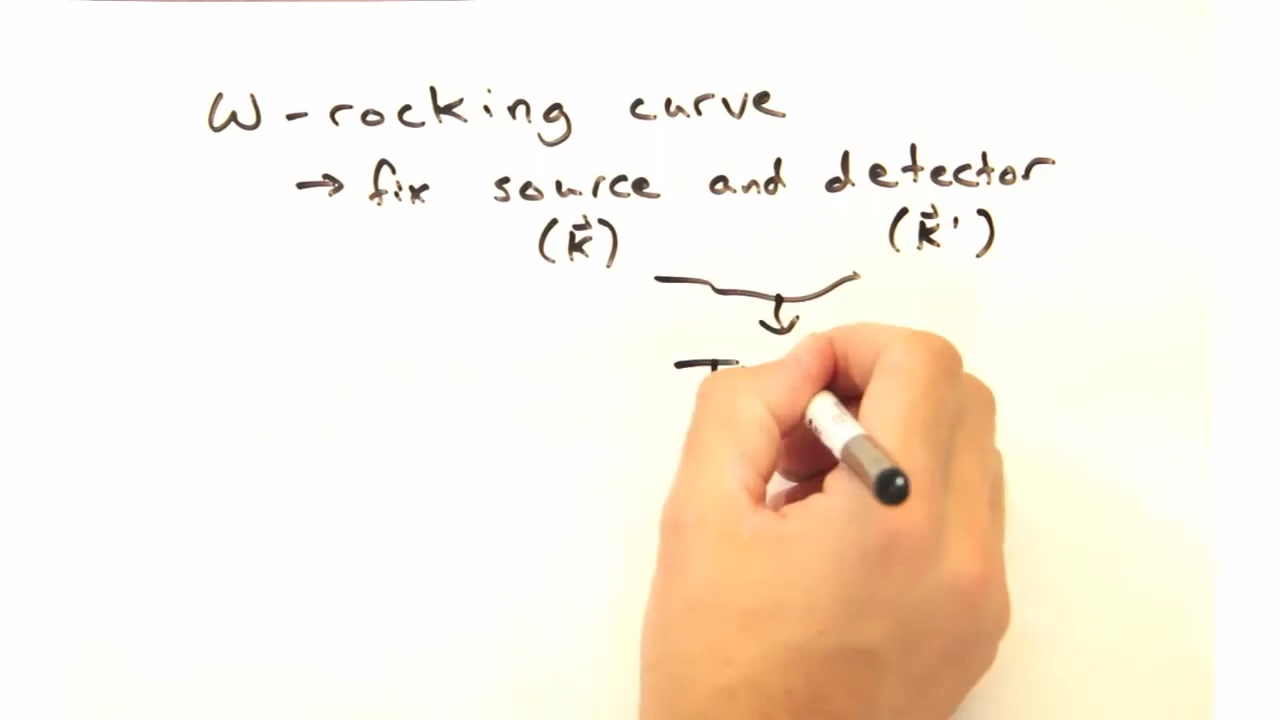 ω - rocking curve
→ fix source and detector
(k⃗) (k⃗')